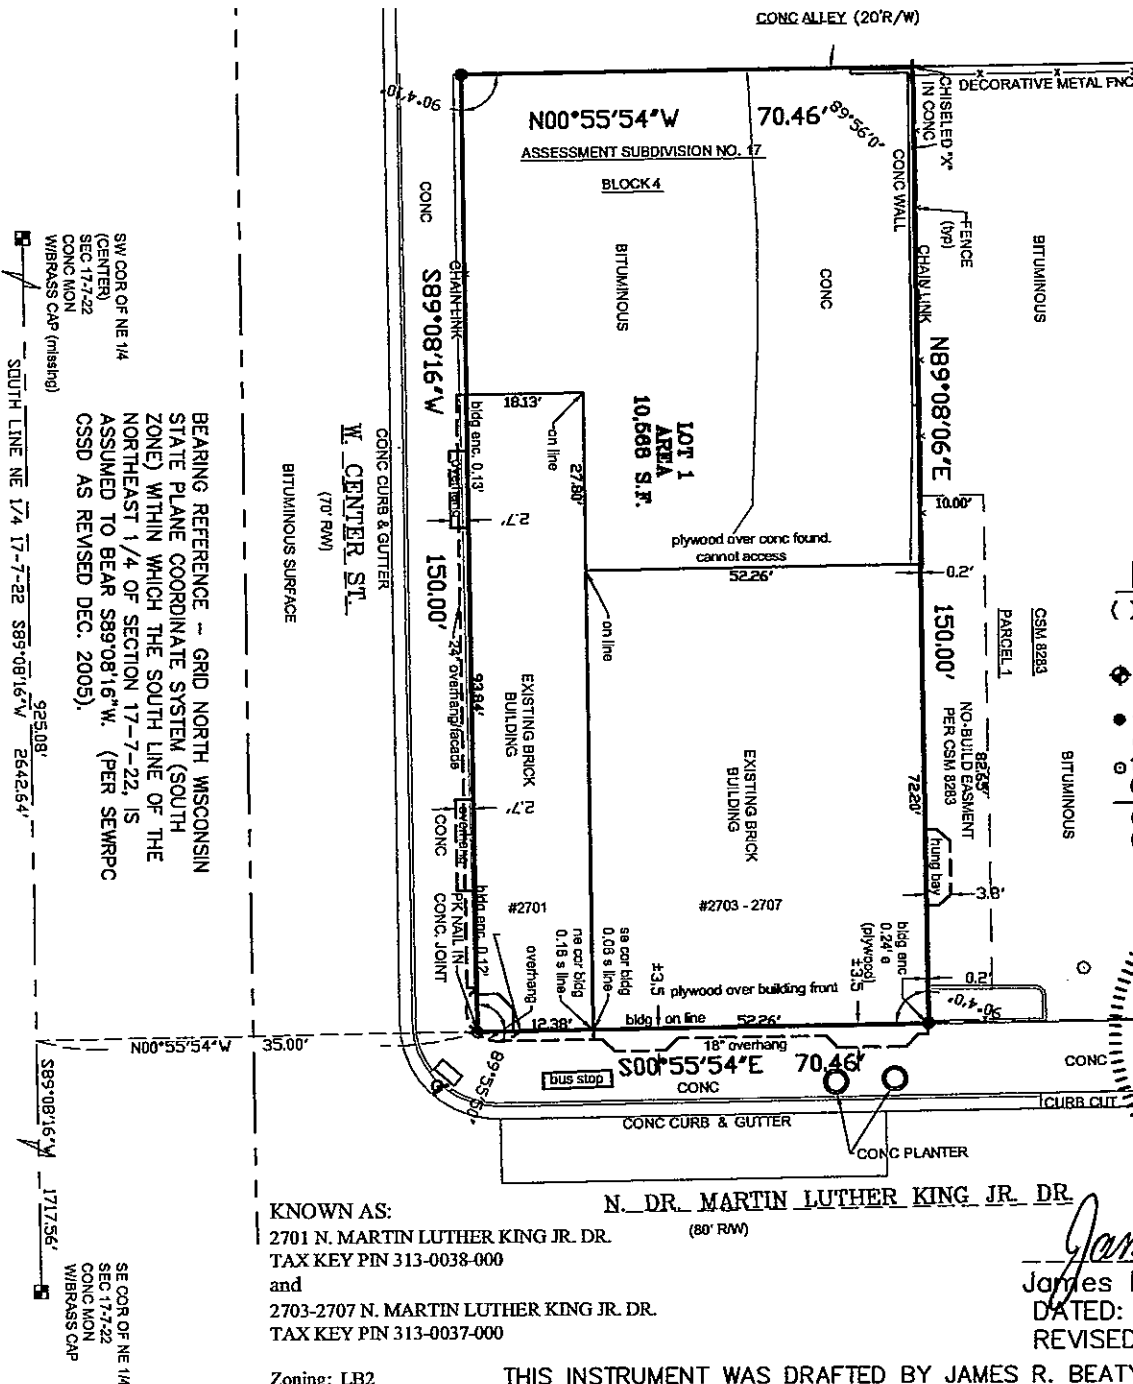 CONC ALLEY (20'R/W)
DECORATIVE METAL FNC
90°4'10"
N00°55'54"W 70.46'
89°56'0"
ASSESSMENT SUBDIVISION NO. 17
BLOCK 4
CHISELED "X"
IN CONC
CONC WALL
FENCE
(typ)
CHAIN LINK
BITUMINOUS
CONC
BITUMINOUS
CONC
CHAIN LINK
S89°08'16"W
150.00'
N89°08'06"E
150.00'
SW COR OF NE 1/4
(CENTER)
SEC 17-7-22
CONC MON
W/BRASS CAP (missing)
SOUTH LINE NE 1/4 17-7-22 S89°08'16"W 2642.64'
925.08'
BEARING REFERENCE - GRID NORTH WISCONSIN
STATE PLANE COORDINATE SYSTEM (SOUTH
ZONE) WITHIN WHICH THE SOUTH LINE OF THE
NORTHEAST 1/4 OF SECTION 17-7-22, IS
ASSUMED TO BEAR S89°08'16"W. (PER SEWRPC
CSSD AS REVISED DEC. 2005).
BITUMINOUS SURFACE
W. CENTER ST.
(70' R/W)
CONC CURB & GUTTER
18.13'
on line
27.80'
bldg enc. 0.13'
overhang
2.7'
LOT 1
AREA
10,568 S.F.
plywood over conc found.
cannot access
52.26'
on line
10.00'
0.2'
CSM 8283
PARCEL 1
NO-BUILD EASMENT
PER CSM 8283
82.65'
72.20'
BITUMINOUS
24" overhang/facade
93.84'
EXISTING BRICK
BUILDING
EXISTING BRICK
BUILDING
2.7'
overhang
CONC
hung bay
3.8'
#2701
#2703 - 2707
bldg enc. 0.12'
PK NAIL IN
CONC. JOINT
overhang
ne cor bldg
0.16 s line
se cor bldg
0.06 s line
±3.5
plywood over building front
±3.5
bldg enc
0.24' e
(plywood)
0.2'
90°4'0"
12.38'
bldg on line
52.26'
18" overhang
N00°55'54"W 35.00'
89°55'50"
S00°55'54"E 70.46'
bus stop
CONC
CONC
CURB CUT
CONC CURB & GUTTER
CONC PLANTER
S89°08'16"W 1717.56'
SE COR OF NE 1/4
SEC 17-7-22
CONC MON
W/BRASS CAP
N. DR. MARTIN LUTHER KING JR. DR.
(80' R/W)
KNOWN AS:
2701 N. MARTIN LUTHER KING JR. DR.
TAX KEY PIN 313-0038-000
and
2703-2707 N. MARTIN LUTHER KING JR. DR.
TAX KEY PIN 313-0037-000
Jam
James
DATED:
REVISED
Zoning: LB2
THIS INSTRUMENT WAS DRAFTED BY JAMES R. BEATY